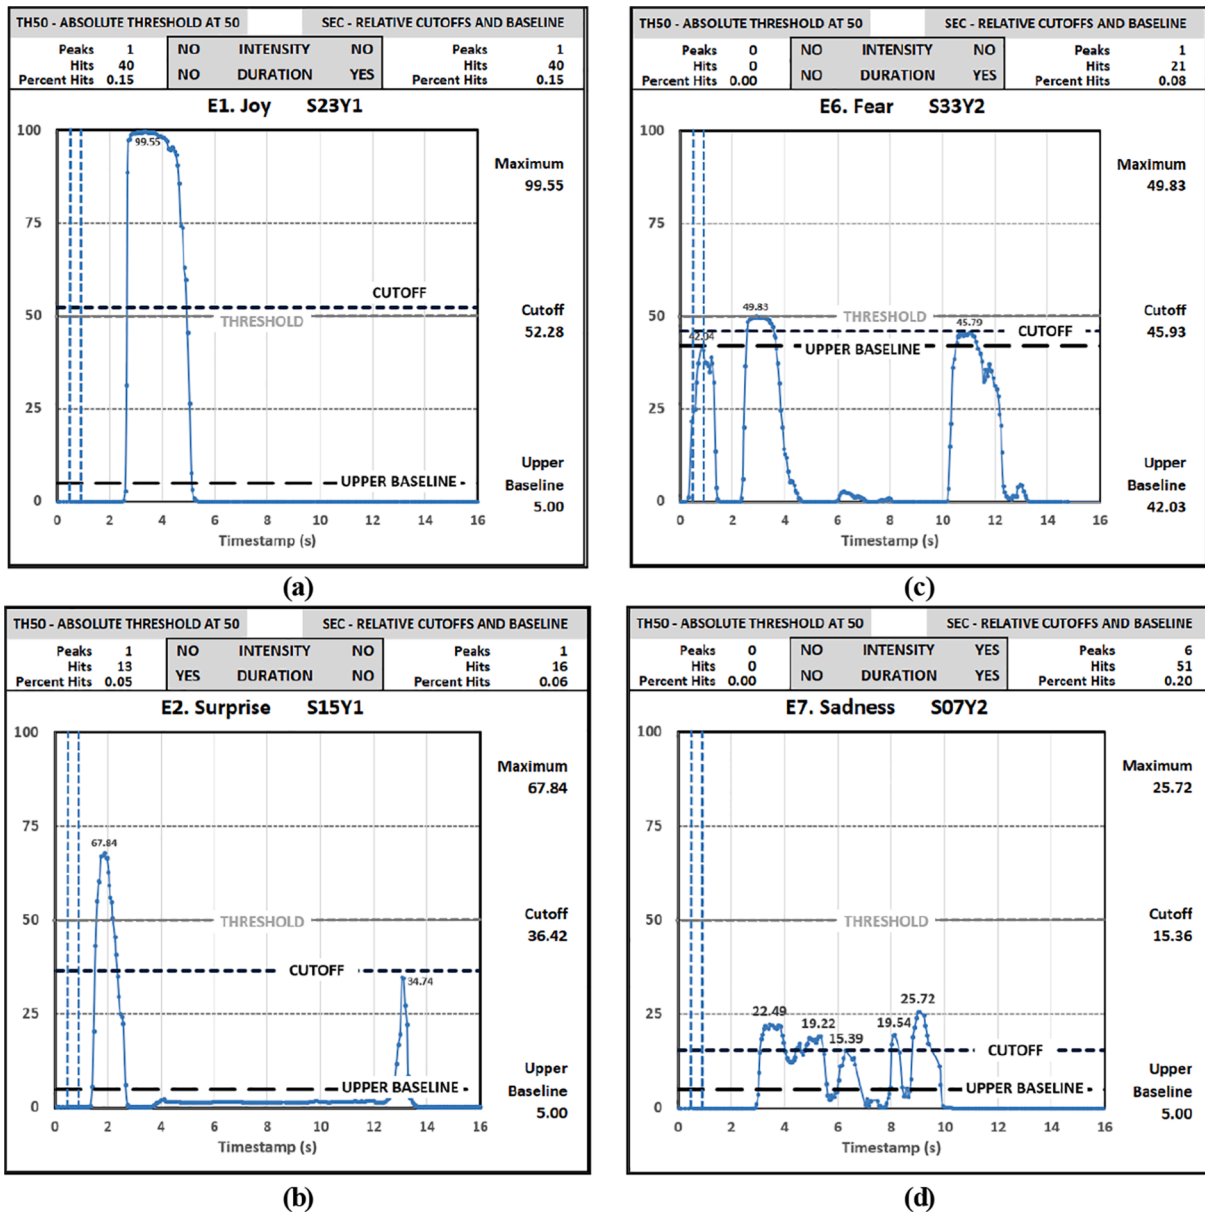 TH50 - ABSOLUTE THRESHOLD AT 50 SEC - RELATIVE CUTOFFS AND BASELINE
Peaks 1 NO INTENSITY NO Peaks 1
Hits 40 Hits 40
Percent Hits 0.15 NO DURATION YES Percent Hits 0.15
E1. Joy S23Y1
100
99.55
Maximum
99.55
75
CUTOFF
Cutoff
52.28
50
THRESHOLD
25
Upper
Baseline
5.00
UPPER BASELINE
0
0 2 4 6 8 10 12 14 16
Timestamp (s)
(a)
TH50 - ABSOLUTE THRESHOLD AT 50 SEC - RELATIVE CUTOFFS AND BASELINE
Peaks 0 NO INTENSITY NO Peaks 1
Hits 0 Hits 21
Percent Hits 0.00 NO DURATION YES Percent Hits 0.08
E6. Fear S33Y2
100
Maximum
49.83
75
49.83
Cutoff
45.93
50
THRESHOLD
45.79
CUTOFF
42.04
UPPER BASELINE
25
Upper
Baseline
42.03
0
0 2 4 6 8 10 12 14 16
Timestamp (s)
(c)
TH50 - ABSOLUTE THRESHOLD AT 50 SEC - RELATIVE CUTOFFS AND BASELINE
Peaks 1 NO INTENSITY NO Peaks 1
Hits 13 Hits 16
Percent Hits 0.05 YES DURATION NO Percent Hits 0.06
E2. Surprise S15Y1
100
Maximum
67.84
75
67.84
50
THRESHOLD
Cutoff
36.42
CUTOFF
34.74
25
Upper
Baseline
5.00
UPPER BASELINE
0
0 2 4 6 8 10 12 14 16
Timestamp (s)
(b)
TH50 - ABSOLUTE THRESHOLD AT 50 SEC - RELATIVE CUTOFFS AND BASELINE
Peaks 0 NO INTENSITY YES Peaks 6
Hits 0 Hits 51
Percent Hits 0.00 NO DURATION YES Percent Hits 0.20
E7. Sadness S07Y2
100
Maximum
25.72
75
50
THRESHOLD
Cutoff
15.36
25
22.49
19.22
15.39
19.54
25.72
CUTOFF
Upper
Baseline
5.00
UPPER BASELINE
0
0 2 4 6 8 10 12 14 16
Timestamp (s)
(d)